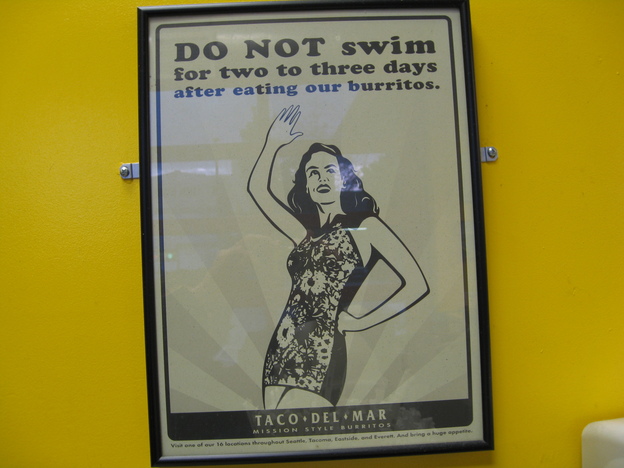 DO NOT swim
for two to three days
after eating our burritos.
TACO • DEL • MAR
MISSION STYLE BURRITOS
Visit one of our 16 locations throughout Seattle, Tacoma, Eastside, and Everett. And bring a huge appetite.